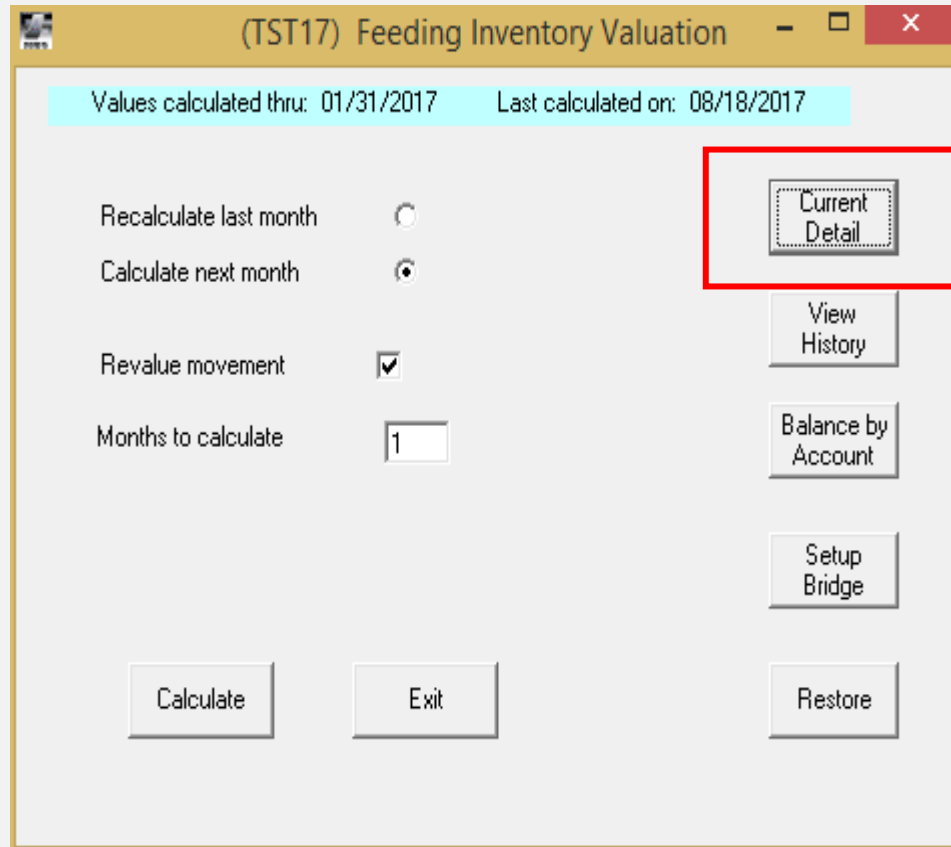 (TST17) Feeding Inventory Valuation
Values calculated thru: 01/31/2017 Last calculated on: 08/18/2017
Recalculate last month
Calculate next month
Revalue movement
Months to calculate 1
Current
Detail
View
History
Balance by
Account
Setup
Bridge
Calculate Exit Restore